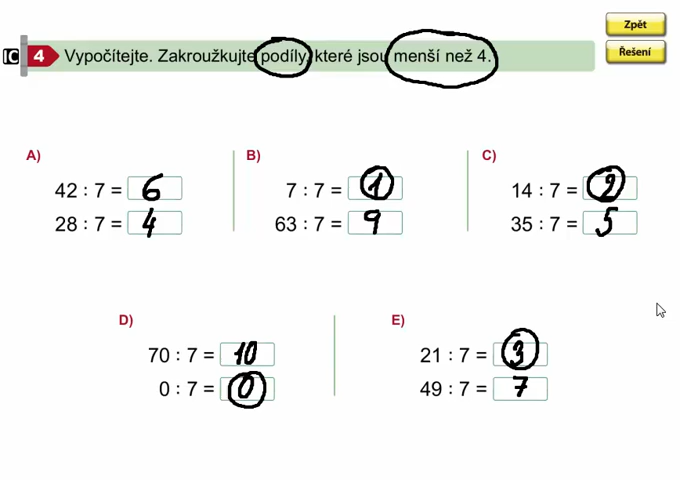 Zpět
Řešení
4 Vypočítejte. Zakroužkujte podíly, které jsou menší než 4.
A)
42 : 7 = 6
28 : 7 = 4
B)
7 : 7 = 1
63 : 7 = 9
C)
14 : 7 = 2
35 : 7 = 5
D)
70 : 7 = 10
0 : 7 = 0
E)
21 : 7 = 3
49 : 7 = 7